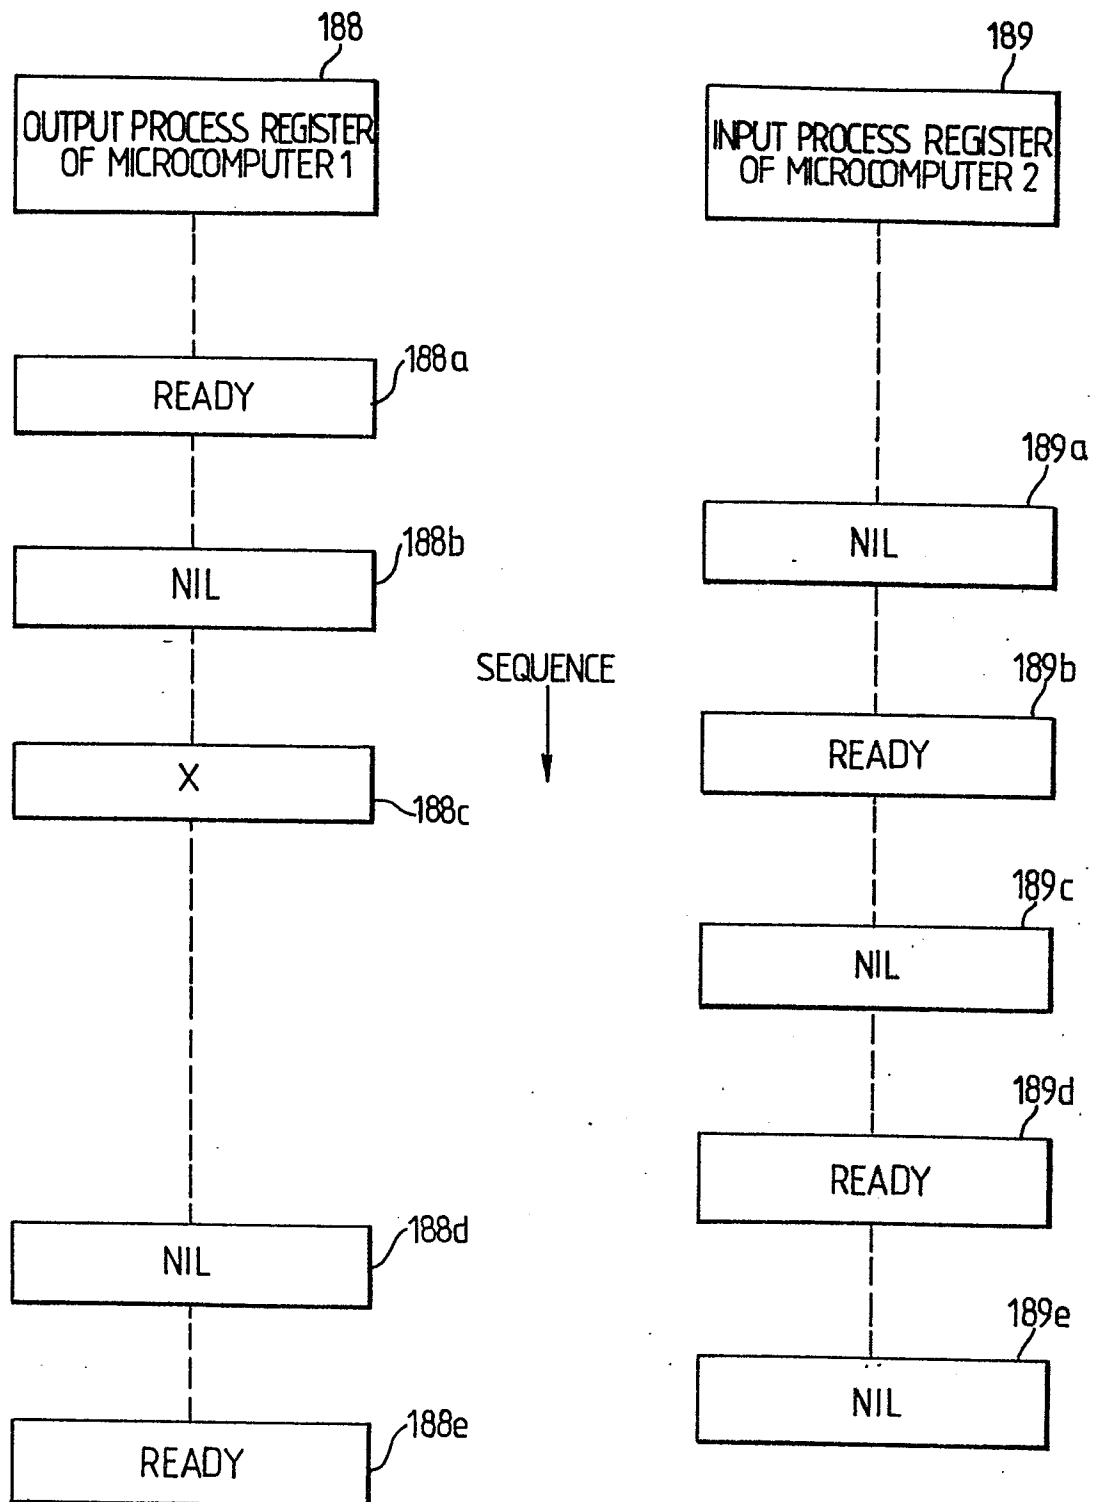 188
OUTPUT PROCESS REGISTER
OF MICROCOMPUTER 1
188a
READY
188b
NIL
X
188c
188d
NIL
188e
READY
SEQUENCE
189
INPUT PROCESS REGISTER
OF MICROCOMPUTER 2
189a
NIL
189b
READY
189c
NIL
189d
READY
189e
NIL